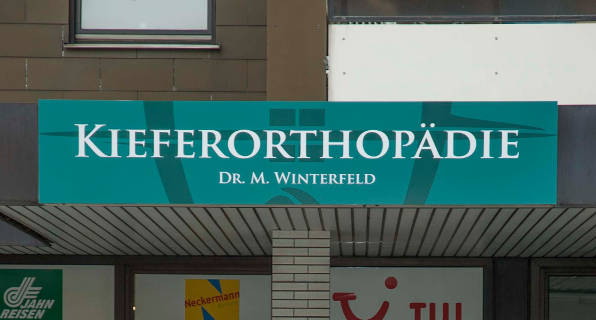 KIEFERORTHOPÄDIE
DR. M. WINTERFELD
JAHN
REISEN
Neckermann
TUI